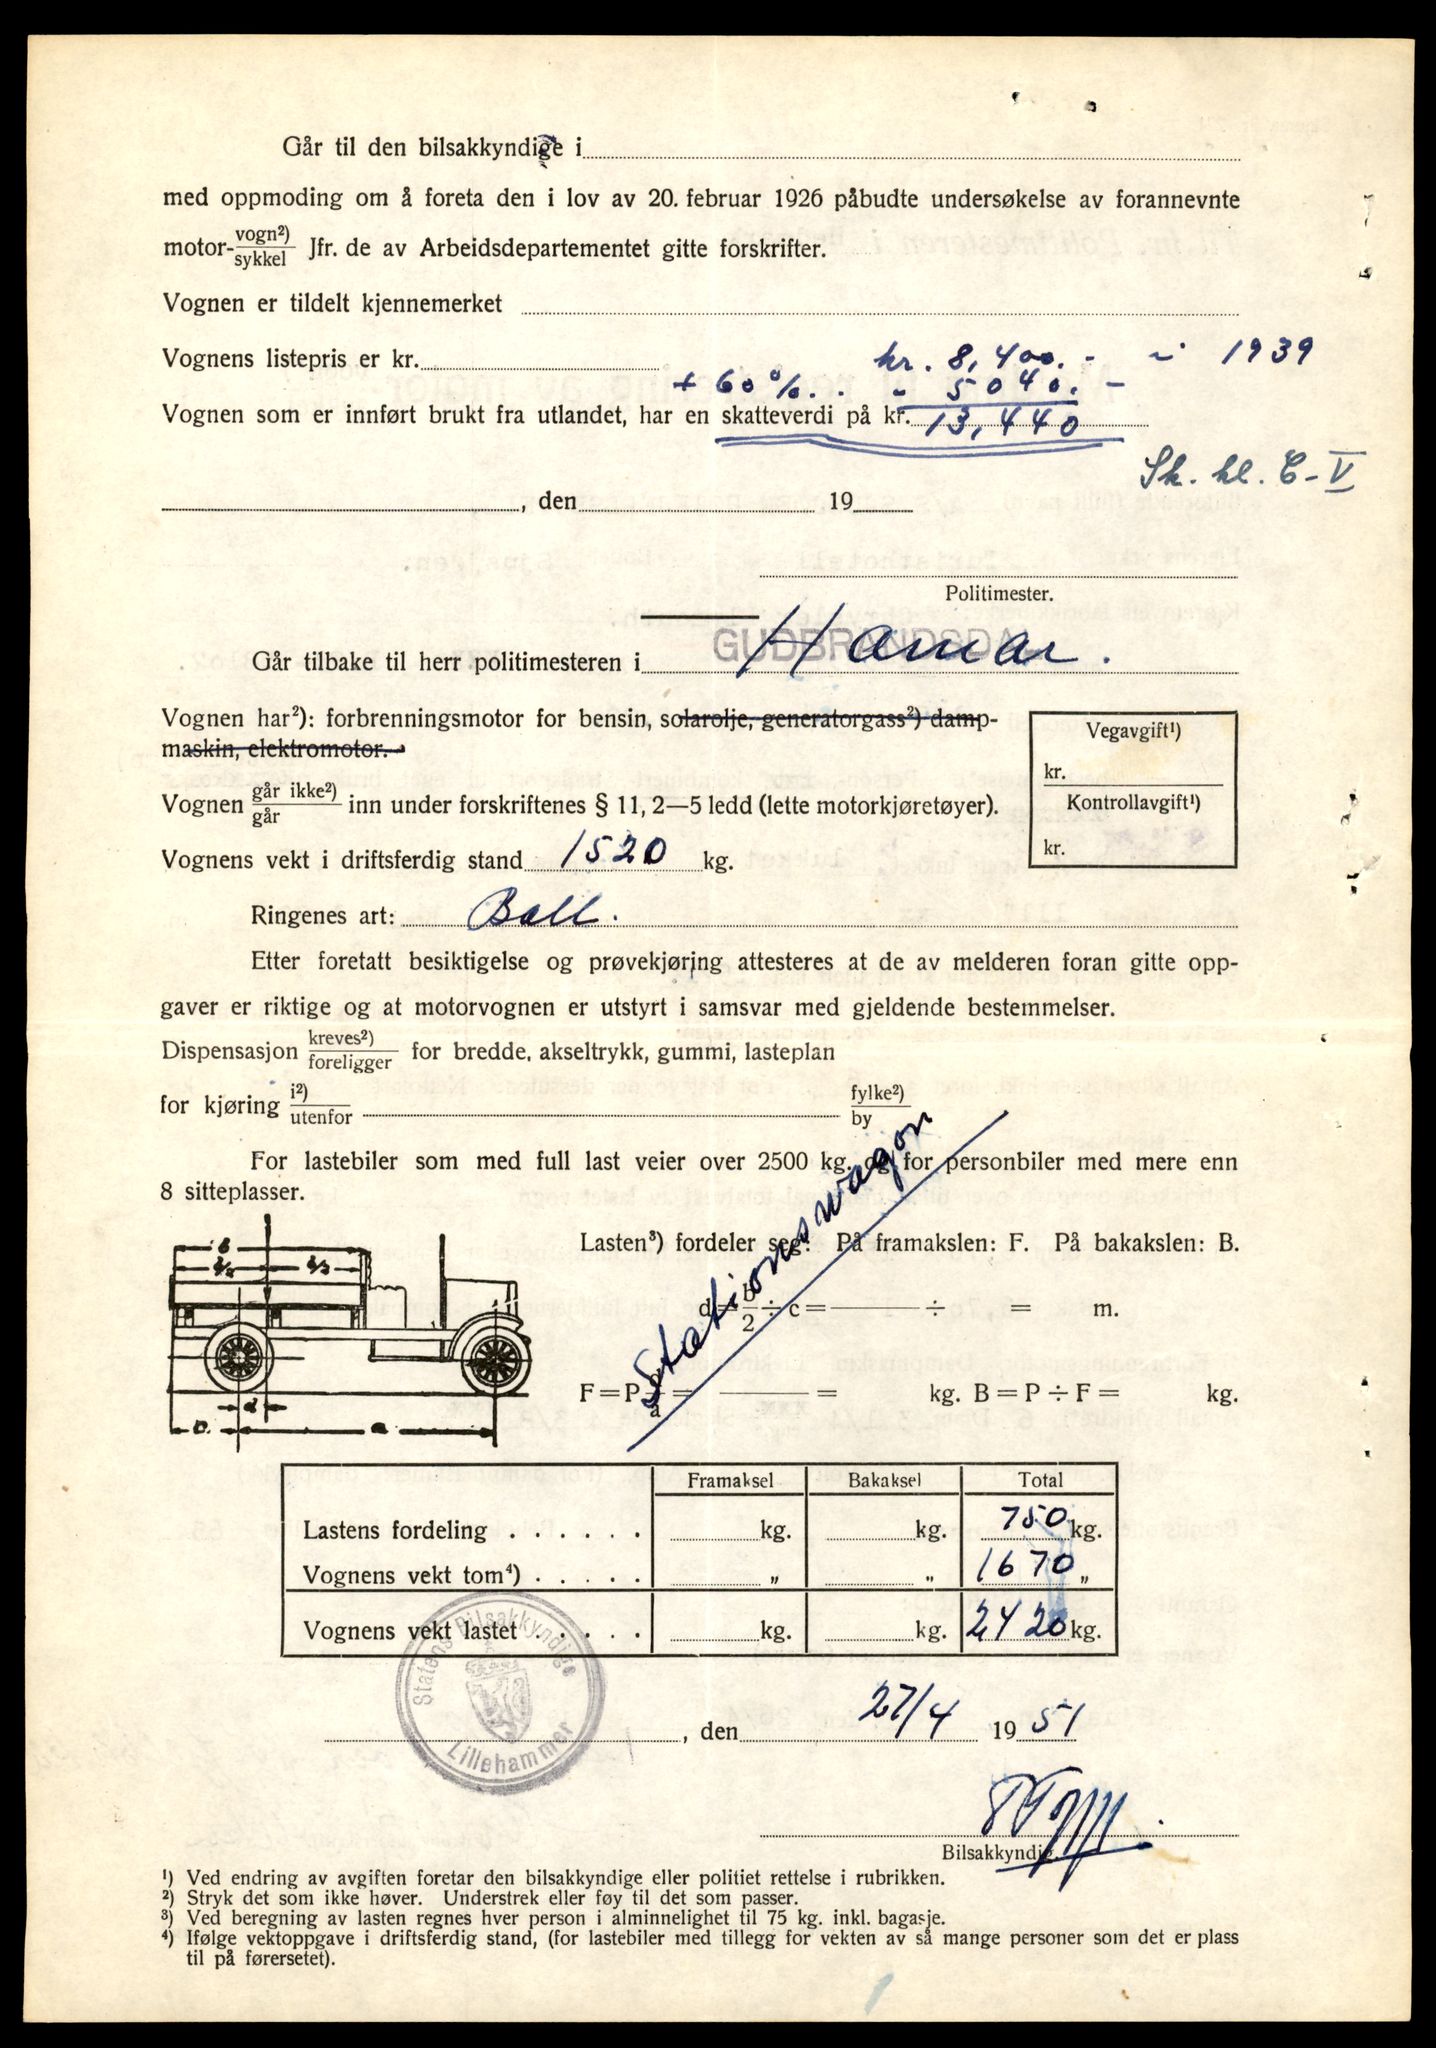 Går til den bilsakkyndige i
med oppmoding om å foreta den i lov av 20. februar 1926 påbudte undersøkelse av forannevnte
motor-vogn²)/sykkel Jfr. de av Arbeidsdepartementet gitte forskrifter.
Vognen er tildelt kjennemerket
Vognens listepris er kr. kr. 8,400.- i 1939
+ 60%.. " 5040.-
Vognen som er innført brukt fra utlandet, har en skatteverdi på kr. 13,440
Sk. kl. C-V
, den 19
Politimester.
GUDBRANDSDAL
Går tilbake til herr politimesteren i Hamar.
Vognen har²): forbrenningsmotor for bensin, solarolje, generatorgass²) damp-
maskin, elektromotor.
Vegavgift¹)
kr.
Kontrollavgift¹)
kr.
Vognen går ikke²)/går inn under forskriftenes § 11, 2—5 ledd (lette motorkjøretøyer).
Vognens vekt i driftsferdig stand 1520 kg.
Ringenes art: Ball.
Etter foretatt besiktigelse og prøvekjøring attesteres at de av melderen foran gitte opp-
gaver er riktige og at motorvognen er utstyrt i samsvar med gjeldende bestemmelser.
Dispensasjon kreves²)/foreligger for bredde, akseltrykk, gummi, lasteplan
for kjøring i²)/utenfor fylke²)/by
For lastebiler som med full last veier over 2500 kg. og for personbiler med mere enn
8 sitteplasser.
Stationswagon
Lasten³) fordeler seg: På framakslen: F. På bakakslen: B.
d = b/2 ÷ c = ÷ = m.
F = P d/a = = kg. B = P ÷ F = kg.
b
b/2 b/2
d
c a
Framaksel Bakaksel Total
Lastens fordeling . . . . . . kg. kg. 750 kg.
Vognens vekt tom⁴) . . . . . „ „ 1670 „
Vognens vekt lastet . . . . . kg. kg. 2420 kg.
Statens Bilsakkyndige
Lillehammer
, den 27/4 1951
Bilsakkyndig.
¹) Ved endring av avgiften foretar den bilsakkyndige eller politiet rettelse i rubrikken.
²) Stryk det som ikke høver. Understrek eller føy til det som passer.
³) Ved beregning av lasten regnes hver person i alminnelighet til 75 kg. inkl. bagasje.
⁴) Ifølge vektoppgave i driftsferdig stand, (for lastebiler med tillegg for vekten av så mange personer som det er plass
til på førersetet).